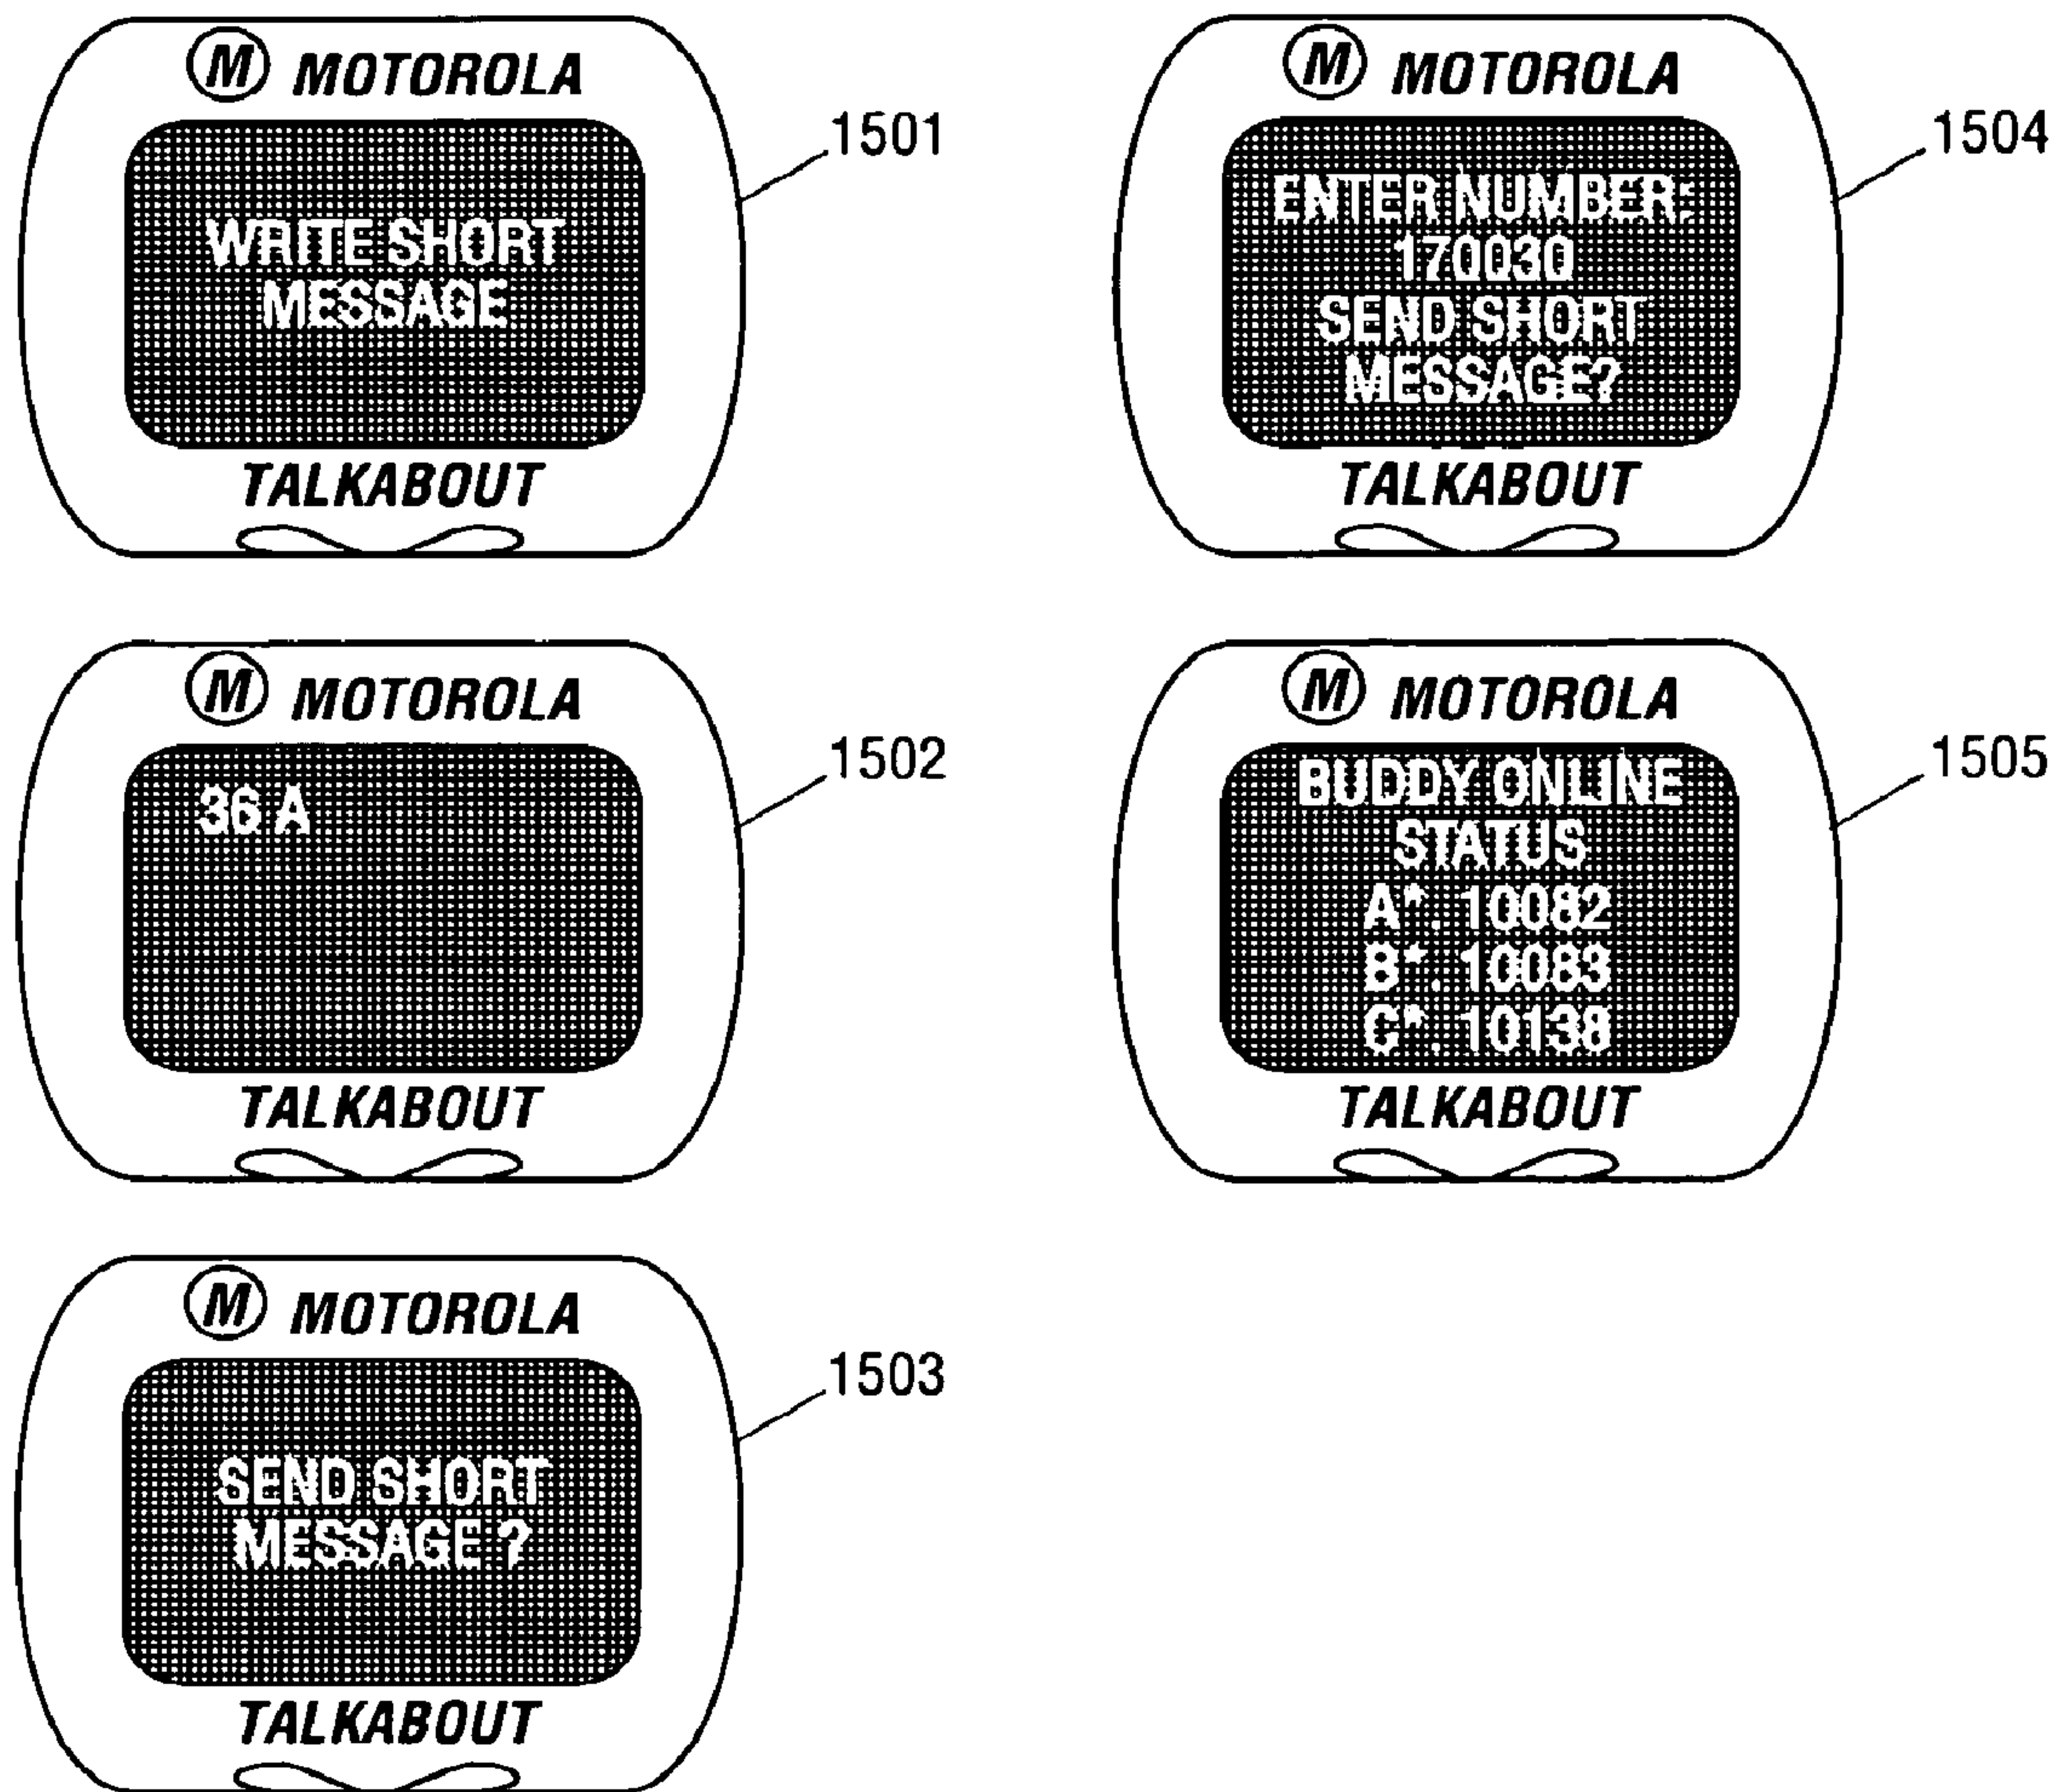 M MOTOROLA
WRITE SHORT
MESSAGE
TALKABOUT
1501
M MOTOROLA
36 A
TALKABOUT
1502
M MOTOROLA
SEND SHORT
MESSAGE ?
TALKABOUT
1503
M MOTOROLA
ENTER NUMBER:
170030
SEND SHORT
MESSAGE?
TALKABOUT
1504
M MOTOROLA
BUDDY ONLINE
STATUS
A*. 10082
B*. 10083
C*. 10138
TALKABOUT
1505